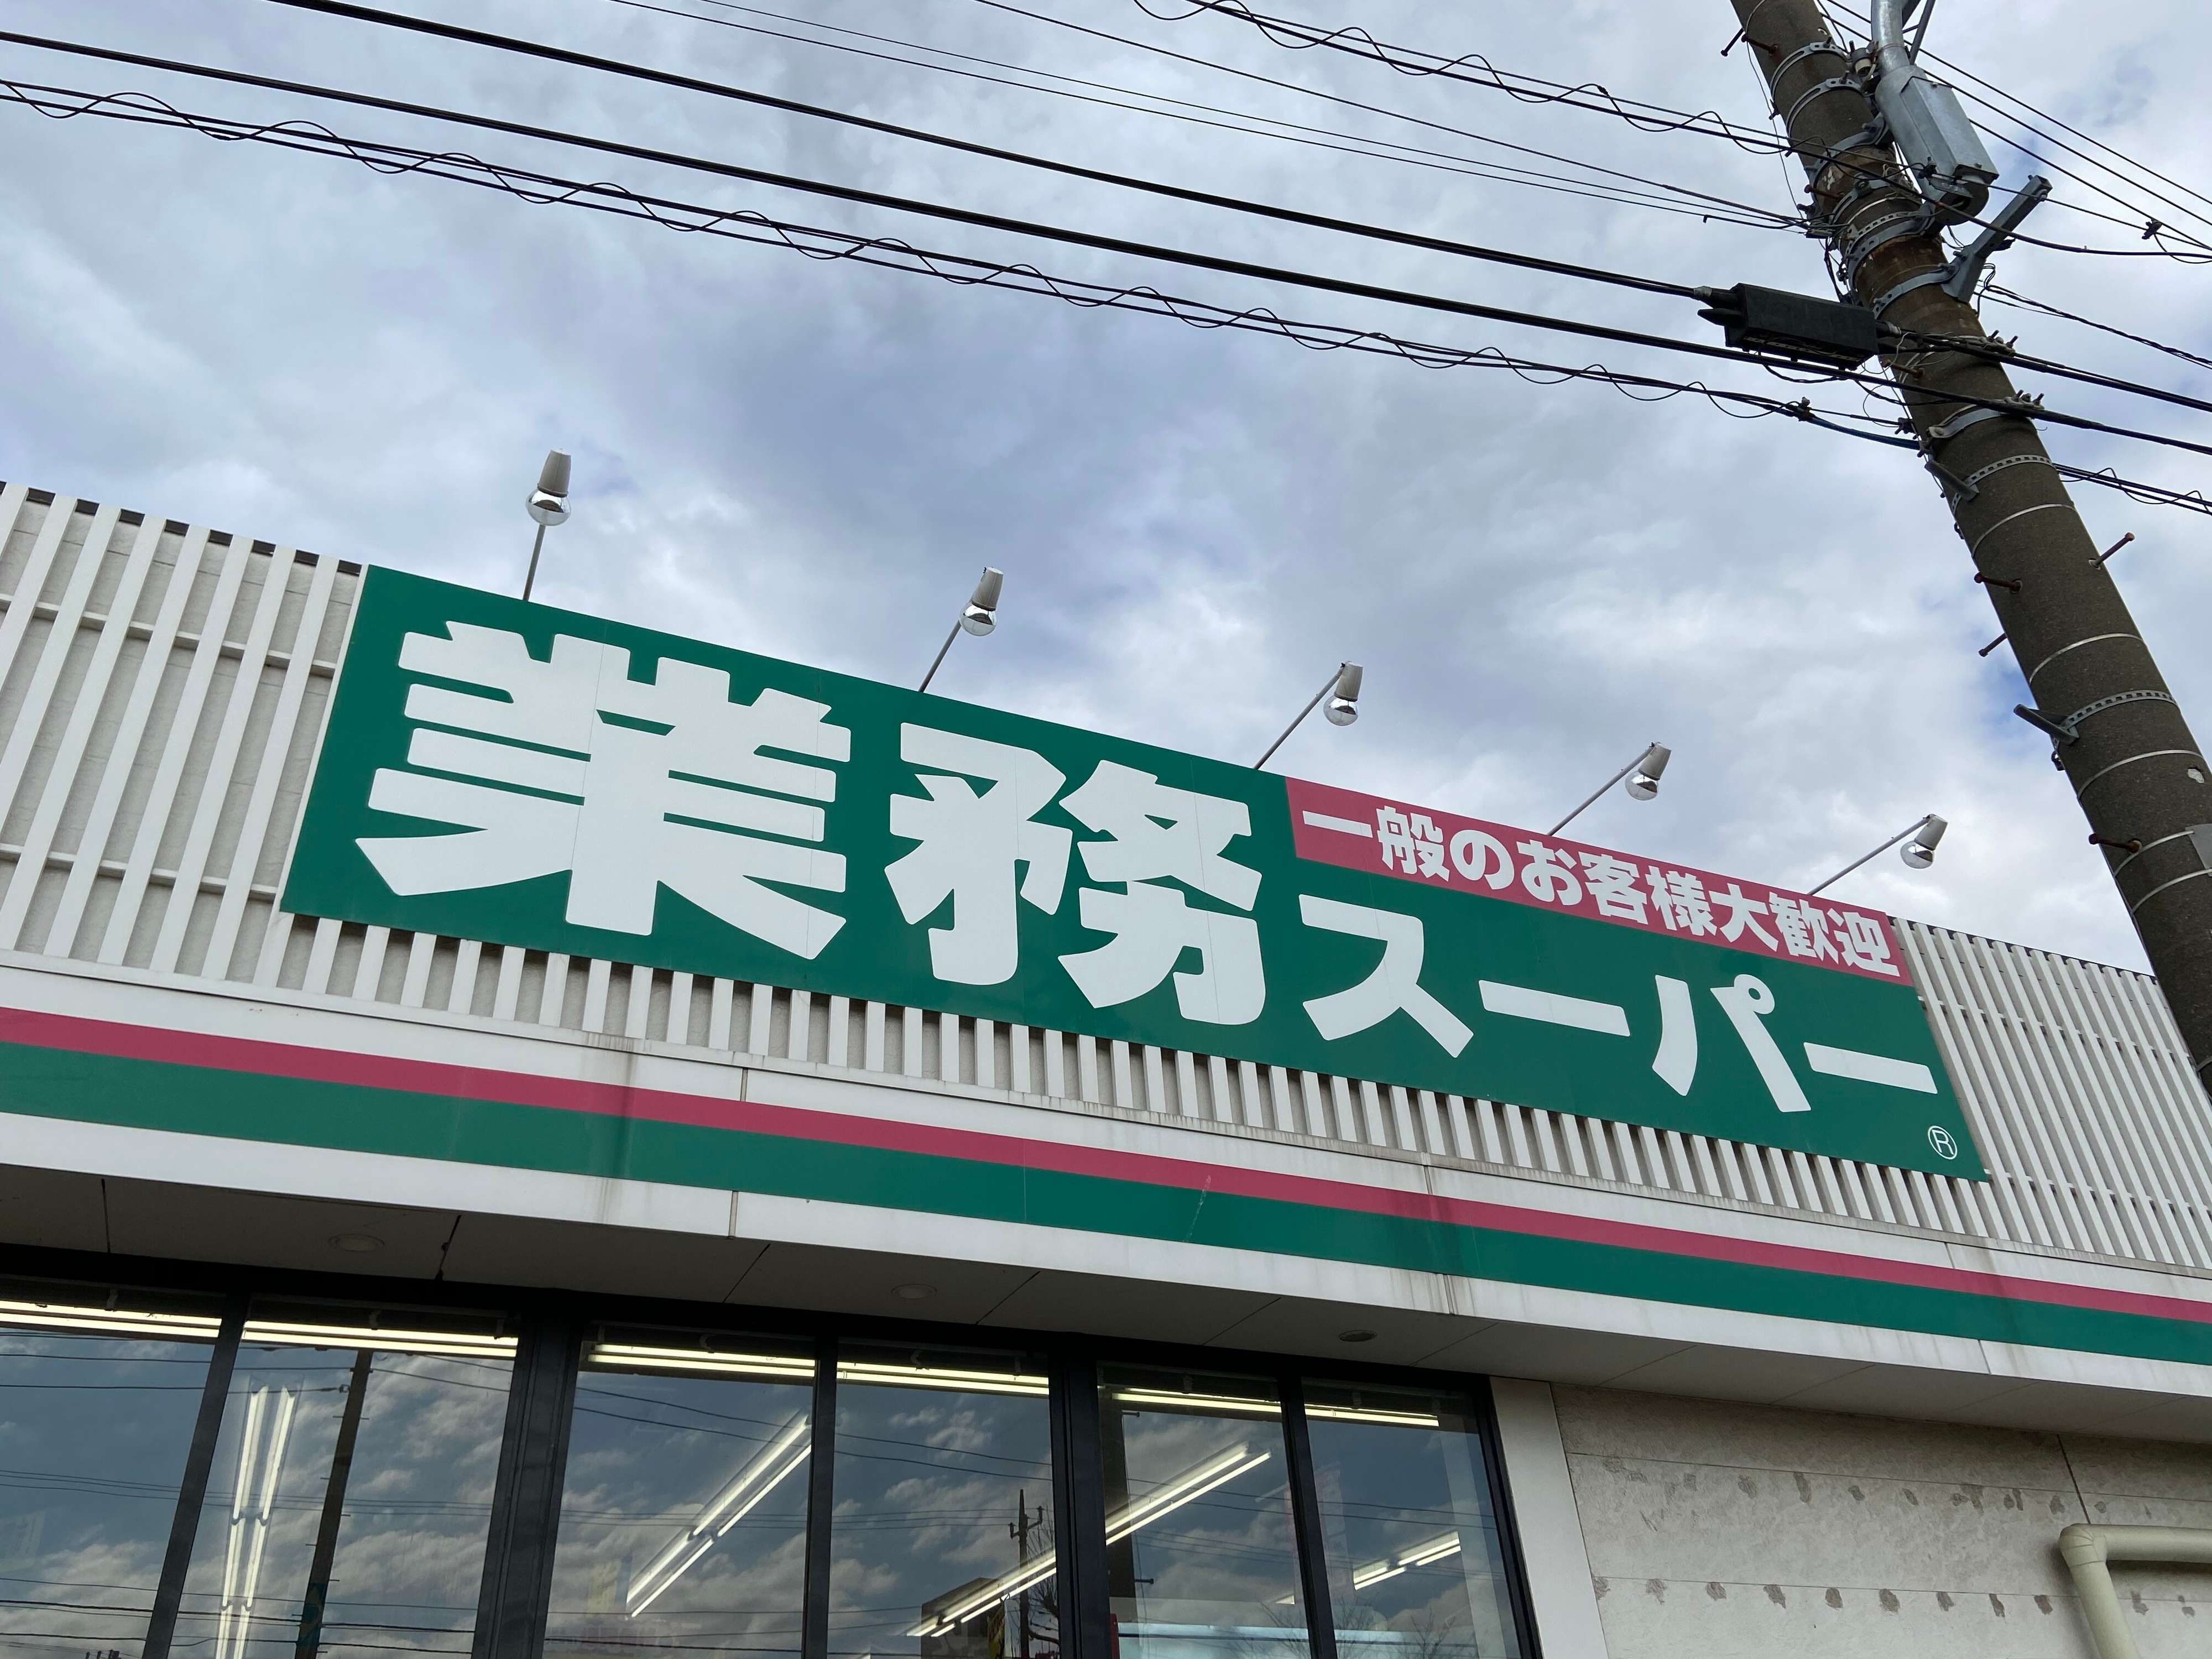 一般のお客様大歓迎
業務スーパー
®